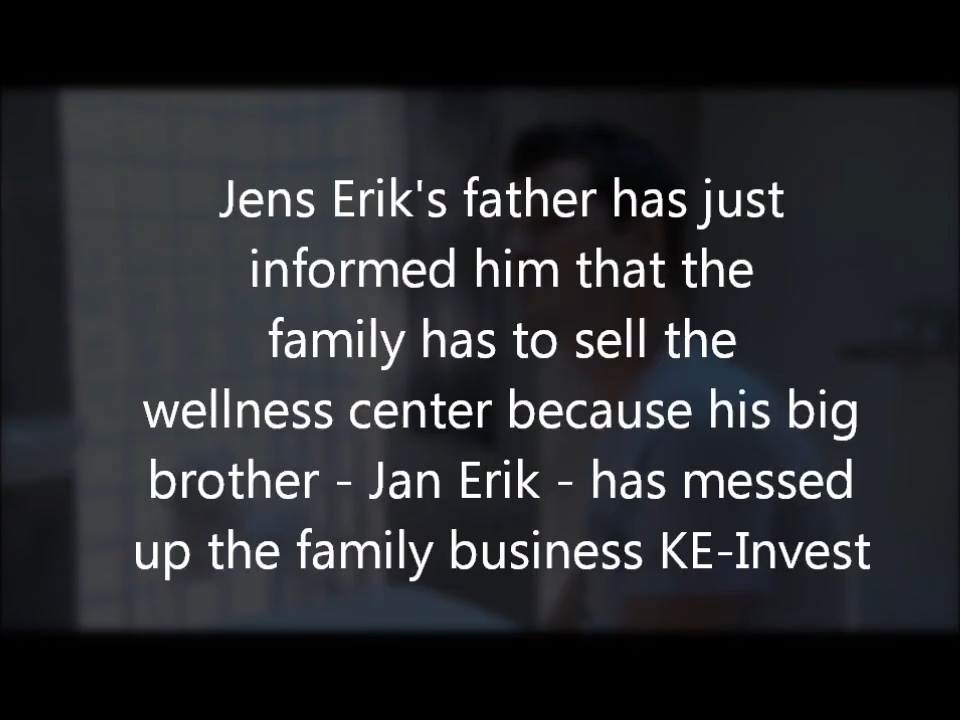 Jens Erik's father has just
informed him that the
family has to sell the
wellness center because his big
brother - Jan Erik - has messed
up the family business KE-Invest